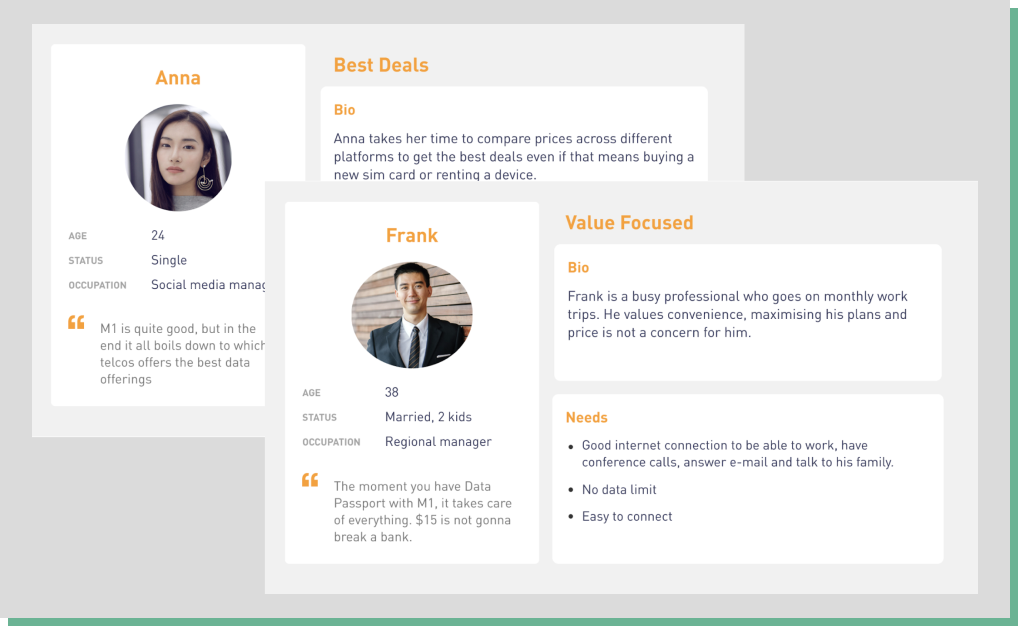 Anna
AGE 24
STATUS Single
OCCUPATION Social media manag
“ M1 is quite good, but in the
end it all boils down to which
telcos offers the best data
offerings
Best Deals
Bio
Anna takes her time to compare prices across different
platforms to get the best deals even if that means buying a
new sim card or renting a device.
Frank
AGE 38
STATUS Married, 2 kids
OCCUPATION Regional manager
“ The moment you have Data
Passport with M1, it takes care
of everything. $15 is not gonna
break a bank.
Value Focused
Bio
Frank is a busy professional who goes on monthly work
trips. He values convenience, maximising his plans and
price is not a concern for him.
Needs
• Good internet connection to be able to work, have
conference calls, answer e-mail and talk to his family.
• No data limit
• Easy to connect